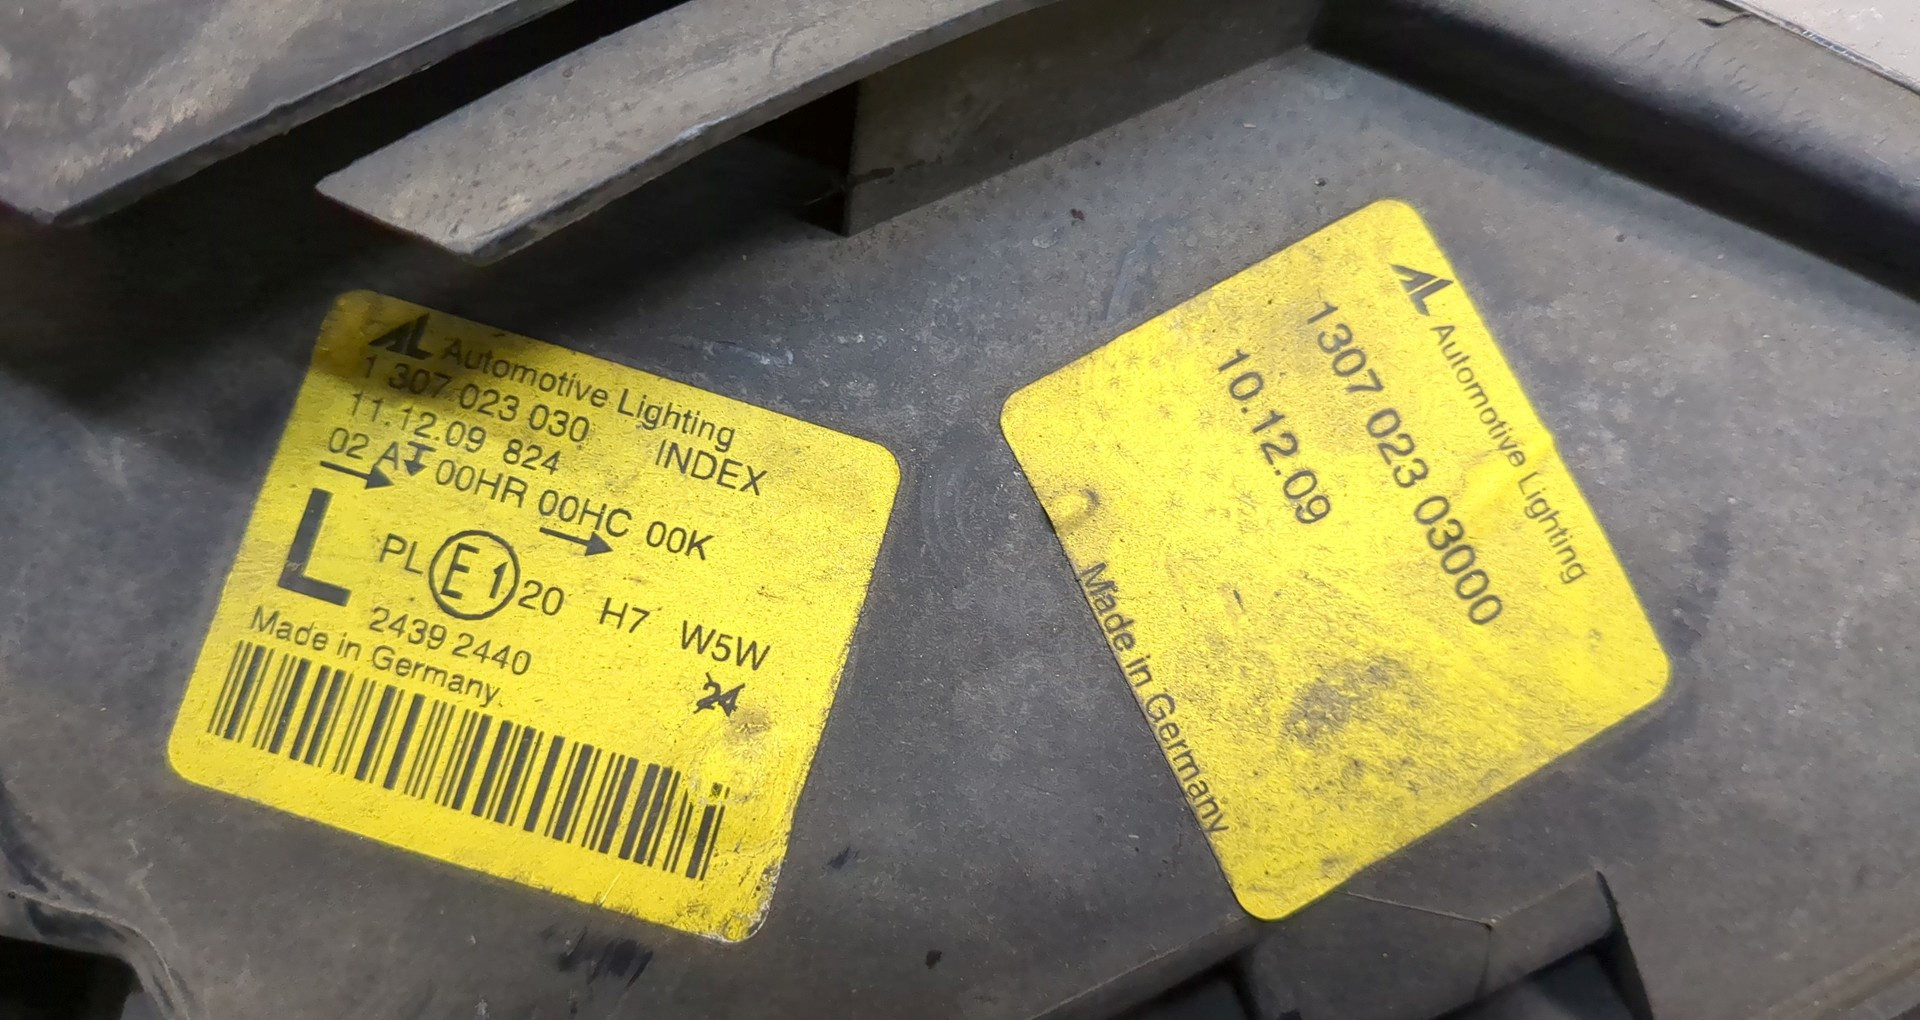 AL Automotive Lighting
1 307 023 030
INDEX
11.12.09 824
02 A 00HR 00HC 00K
L
PL E1 20 H7 W5W
2439 2440
24
Made in Germany
AL Automotive Lighting
1307 023 03000
10.12.09
Made in Germany